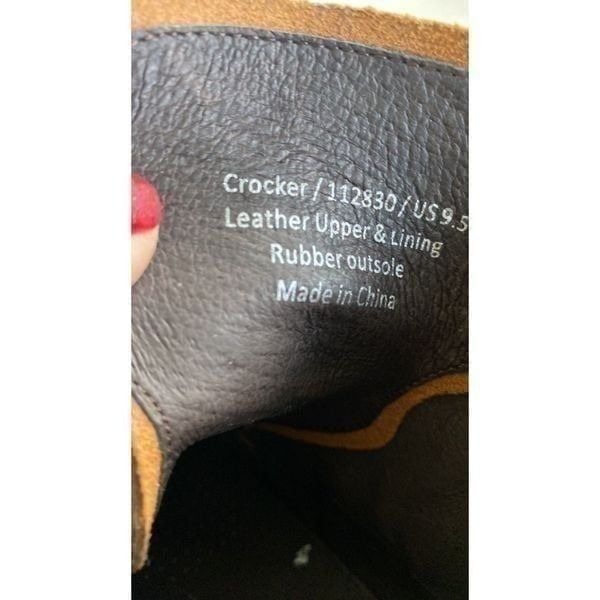 Crocker / 112830 / US 9.5
Leather Upper & Lining
Rubber outsole
Made in China